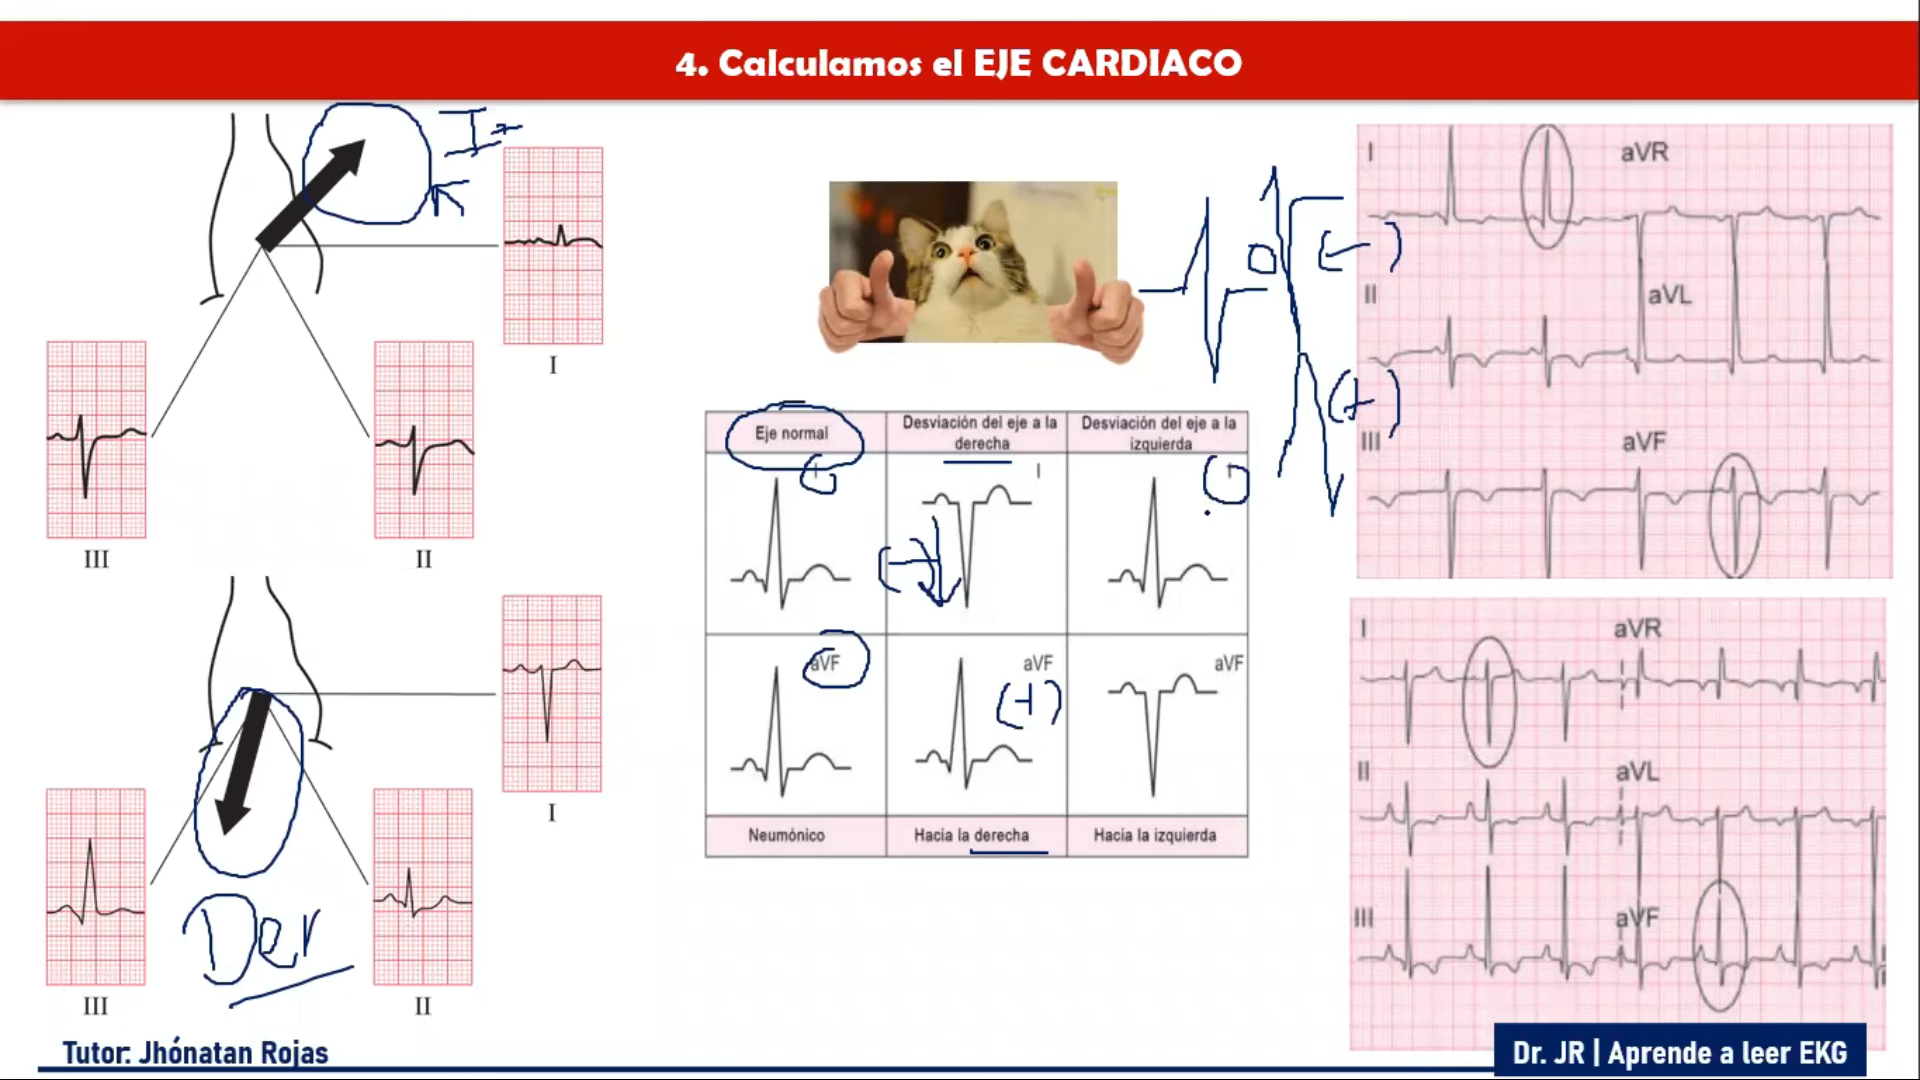 4. Calculamos el EJE CARDIACO
I
III
II
I
III
II
Der
Eje normal
Desviación del eje a la
derecha
Desviación del eje a la
izquierda
I
I
I
(-)
aVF
aVF
aVF
(+)
Neumónico
Hacia la derecha
Hacia la izquierda
(-)
(+)
I
aVR
II
aVL
III
aVF
I
aVR
II
aVL
III
aVF
Tutor: Jhónatan Rojas
Dr. JR | Aprende a leer EKG